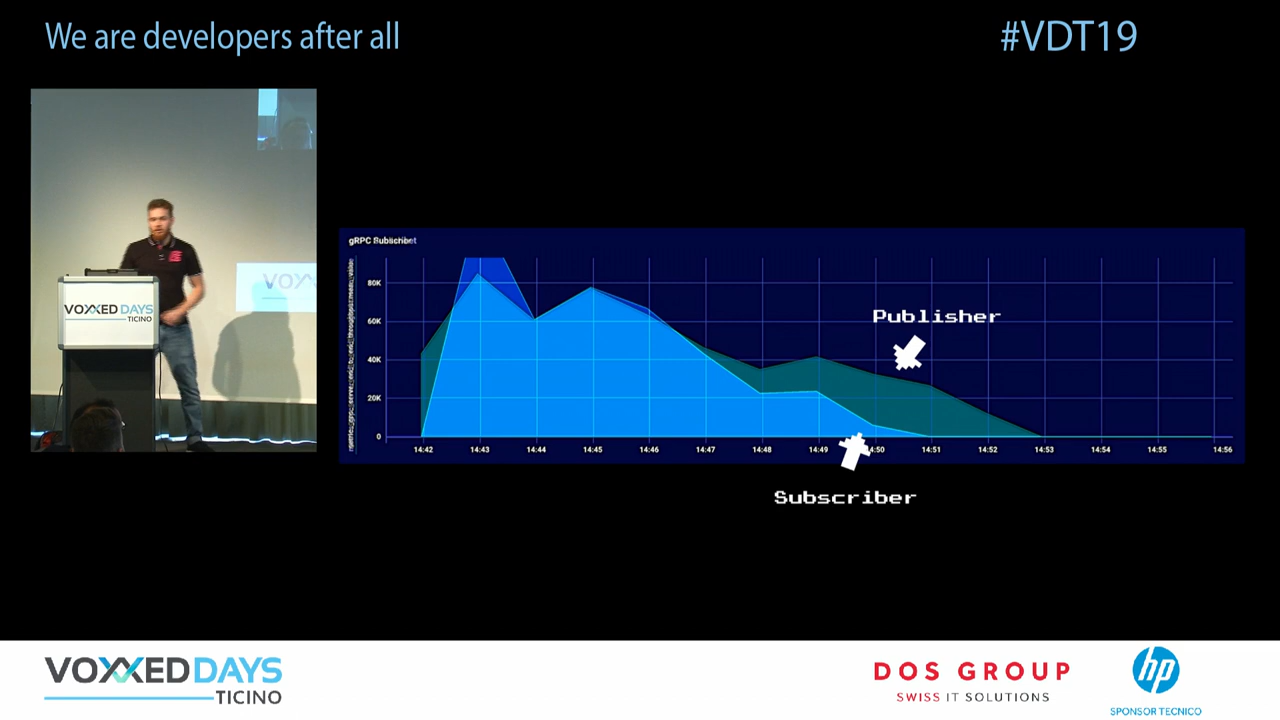 We are developers after all
#VDT19
VOXXED DAYS
TICINO
VOX
80K
60K
40K
20K
0
14:42
14:43
14:44
14:45
14:46
14:47
14:48
14:49
:50
14:51
14:52
14:53
14:54
14:55
14:56
gRPC
Publisher
Subscriber
VOXXED DAYS
TICINO
DOS GROUP
SWISS IT SOLUTIONS
hp
SPONSOR TECNICO